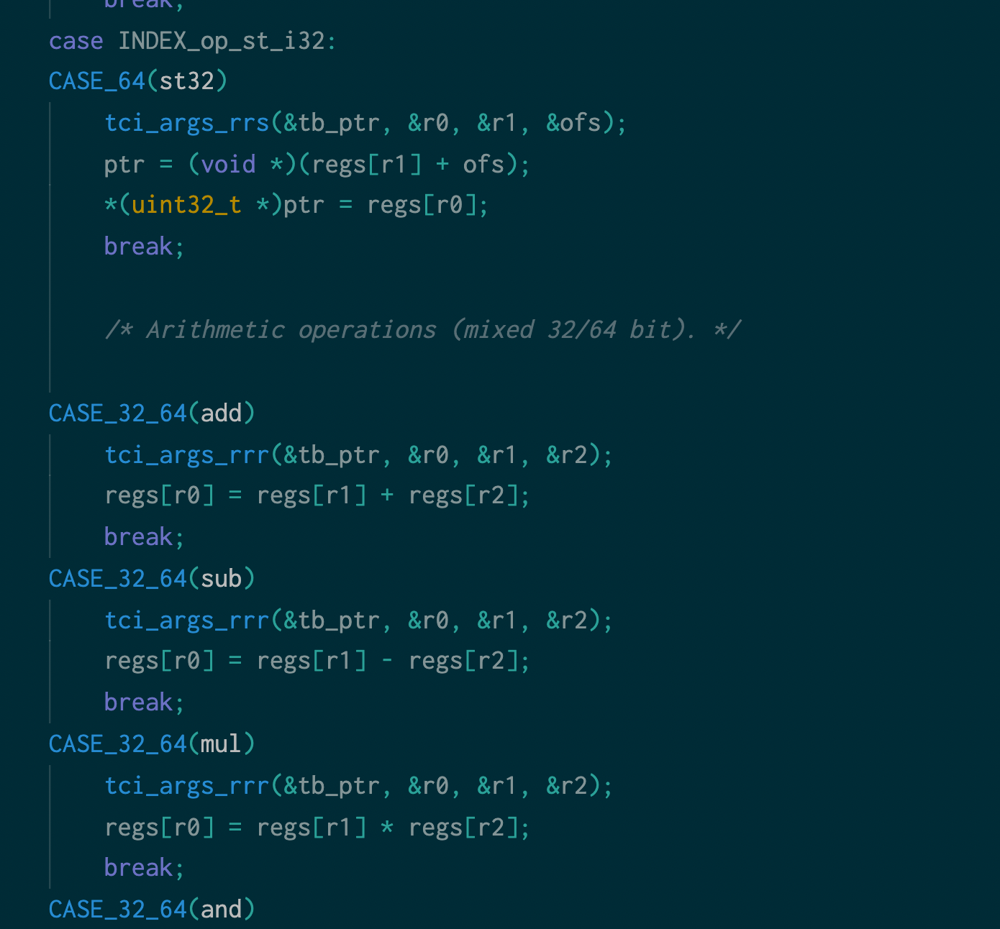 break;
case INDEX_op_st_i32:
CASE_64(st32)
    tci_args_rrs(&tb_ptr, &r0, &r1, &ofs);
    ptr = (void *)(regs[r1] + ofs);
    *(uint32_t *)ptr = regs[r0];
    break;

    /* Arithmetic operations (mixed 32/64 bit). */

CASE_32_64(add)
    tci_args_rrr(&tb_ptr, &r0, &r1, &r2);
    regs[r0] = regs[r1] + regs[r2];
    break;
CASE_32_64(sub)
    tci_args_rrr(&tb_ptr, &r0, &r1, &r2);
    regs[r0] = regs[r1] - regs[r2];
    break;
CASE_32_64(mul)
    tci_args_rrr(&tb_ptr, &r0, &r1, &r2);
    regs[r0] = regs[r1] * regs[r2];
    break;
CASE_32_64(and)